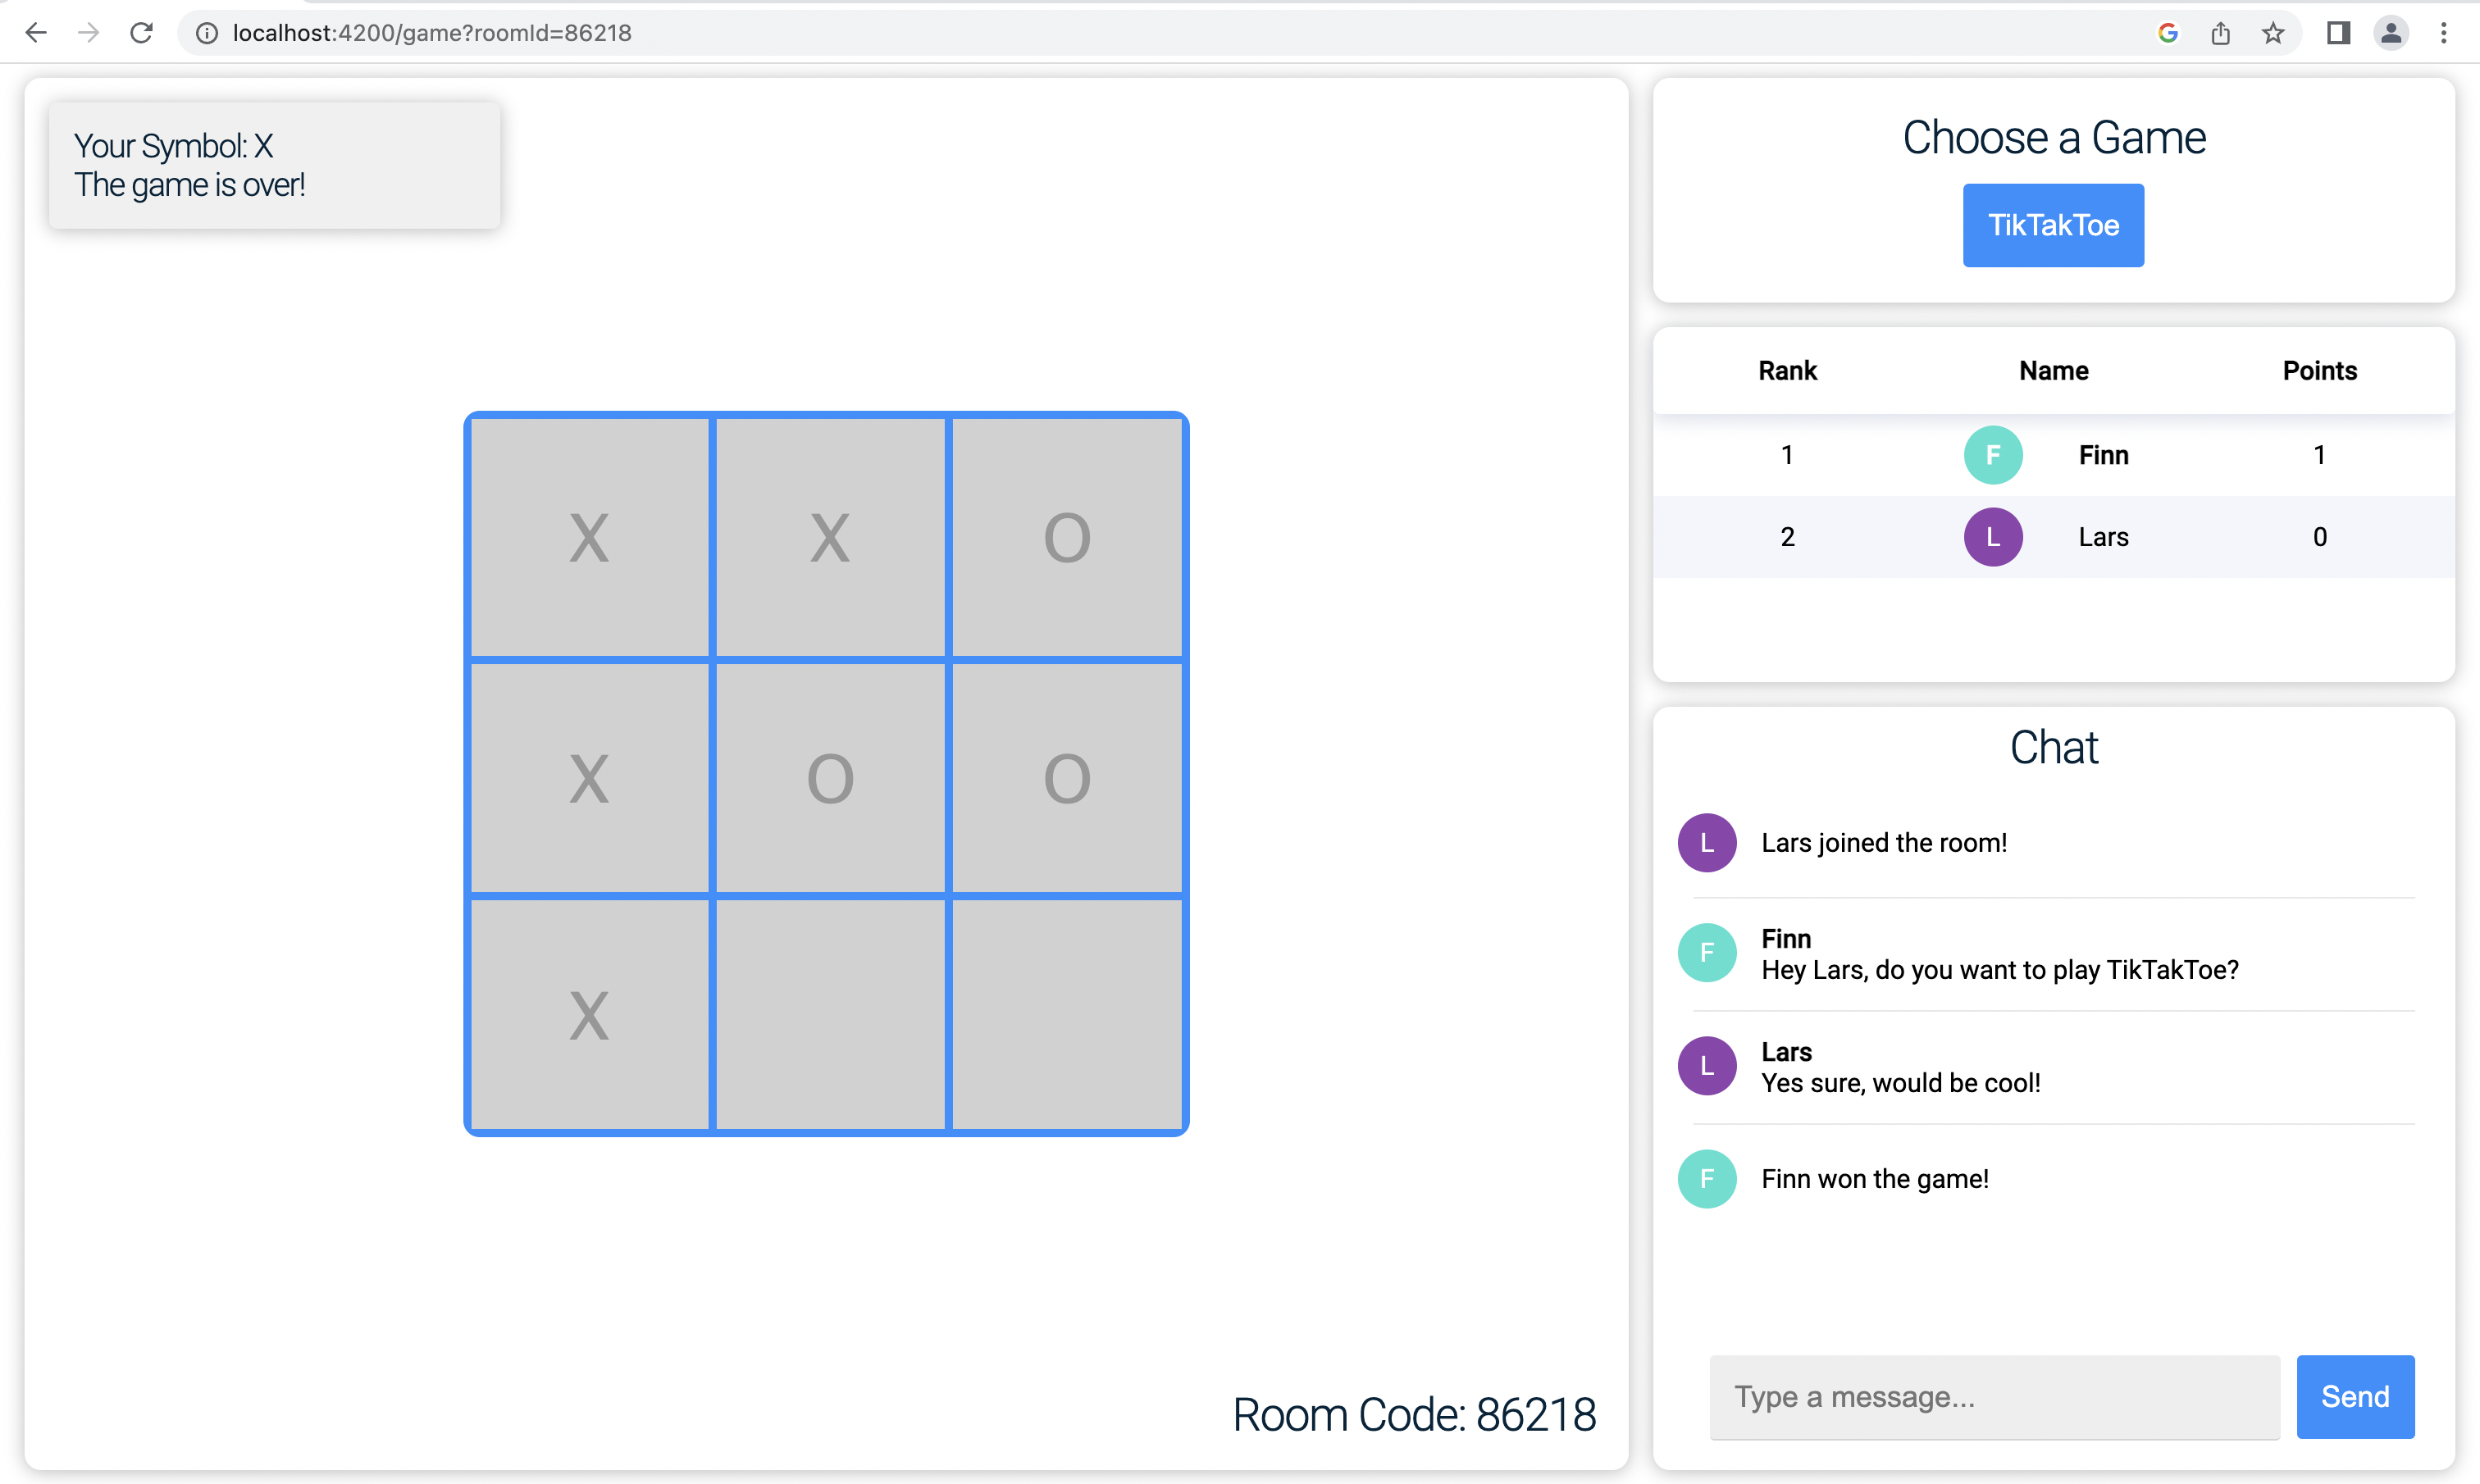 localhost:4200/game?roomId=86218
Your Symbol: X
The game is over!
X X O
X O O
X
Room Code: 86218
Choose a Game
TikTakToe
Rank Name Points
1 F Finn 1
2 L Lars 0
Chat
L Lars joined the room!
Finn
F Hey Lars, do you want to play TikTakToe?
Lars
L Yes sure, would be cool!
F Finn won the game!
Type a message...
Send